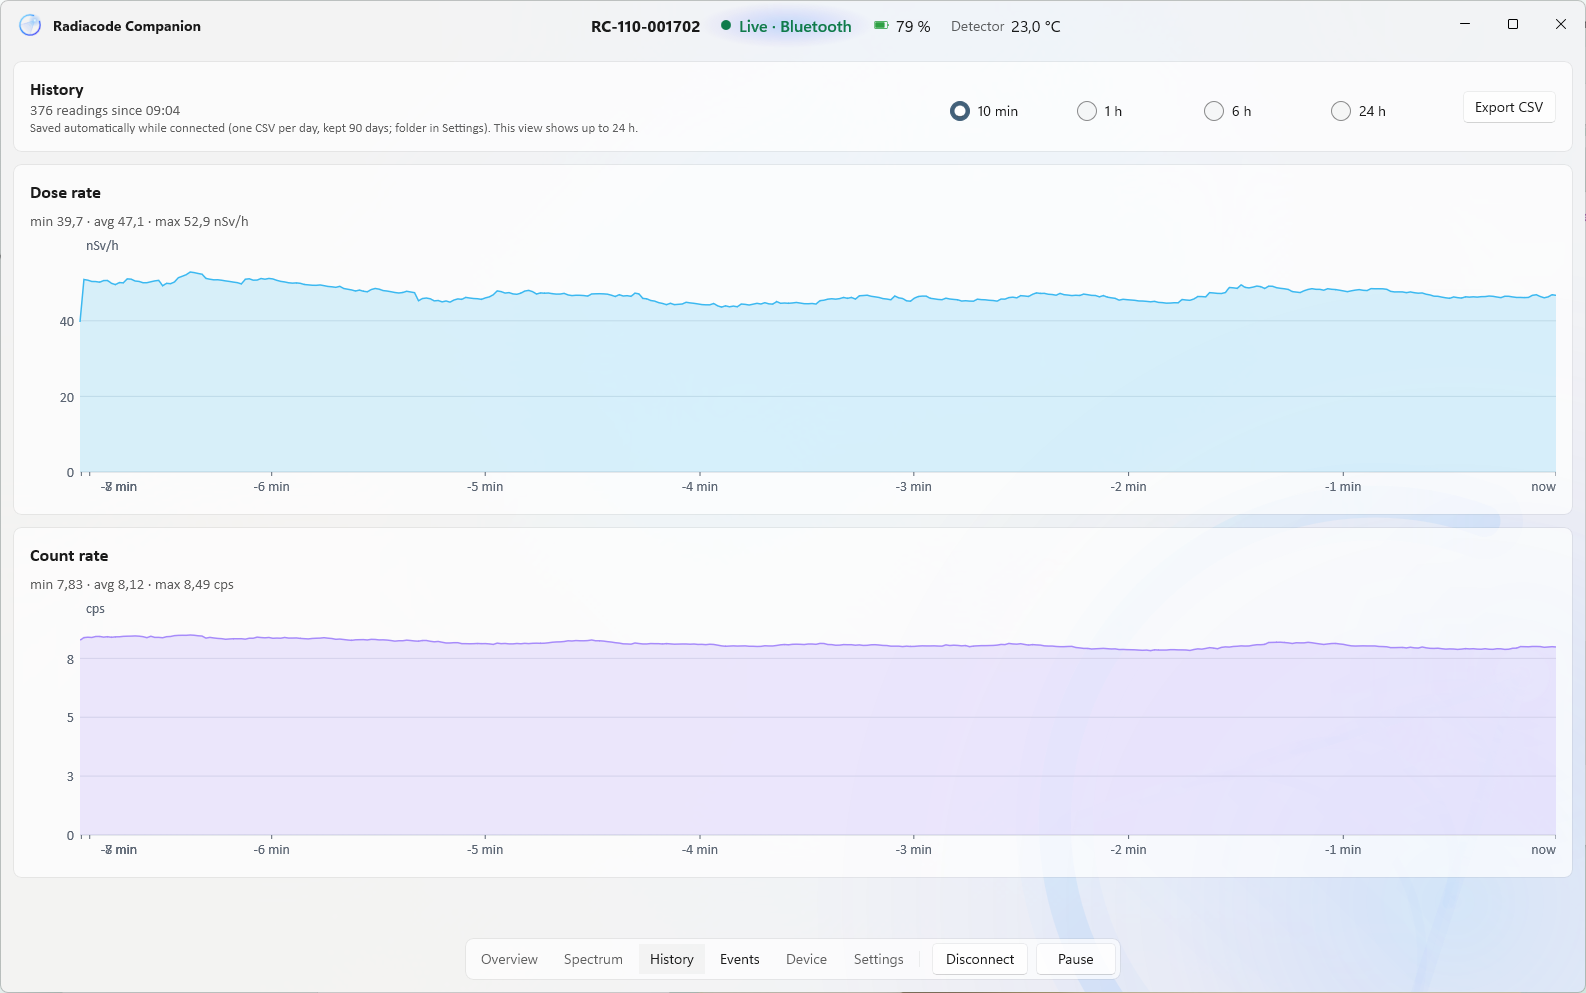 Radiacode Companion
RC-110-001702 Live · Bluetooth 79 % Detector 23,0 °C
History
376 readings since 09:04
Saved automatically while connected (one CSV per day, kept 90 days; folder in Settings). This view shows up to 24 h.
10 min 1 h 6 h 24 h Export CSV
Dose rate
min 39,7 · avg 47,1 · max 52,9 nSv/h
nSv/h
40
20
0
min -6 min -5 min -4 min -3 min -2 min -1 min now
Count rate
min 7,83 · avg 8,12 · max 8,49 cps
cps
8
5
3
0
min -6 min -5 min -4 min -3 min -2 min -1 min now
Overview Spectrum History Events Device Settings Disconnect Pause